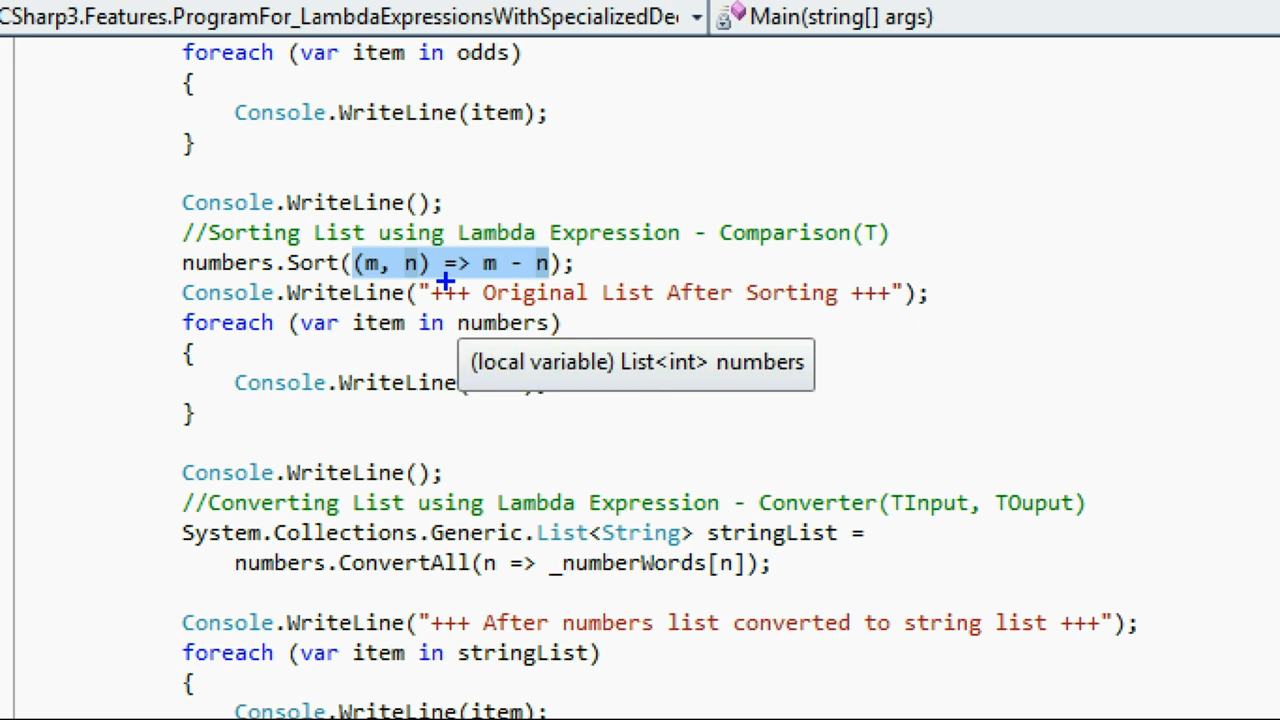 CSharp3.Features.ProgramFor_LambdaExpressionsWithSpecializedDe Main(string[] args)
foreach (var item in odds)
{
Console.WriteLine(item);
}
Console.WriteLine();
//Sorting List using Lambda Expression - Comparison(T)
numbers.Sort((m, n) => m - n);
Console.WriteLine("+++ Original List After Sorting +++");
foreach (var item in numbers)
{
(local variable) List<int> numbers
Console.WriteLine
}
Console.WriteLine();
//Converting List using Lambda Expression - Converter(TInput, TOuput)
System.Collections.Generic.List<String> stringList =
numbers.ConvertAll(n => _numberWords[n]);
Console.WriteLine("+++ After numbers list converted to string list +++");
foreach (var item in stringList)
{
Console.WriteLine(item);